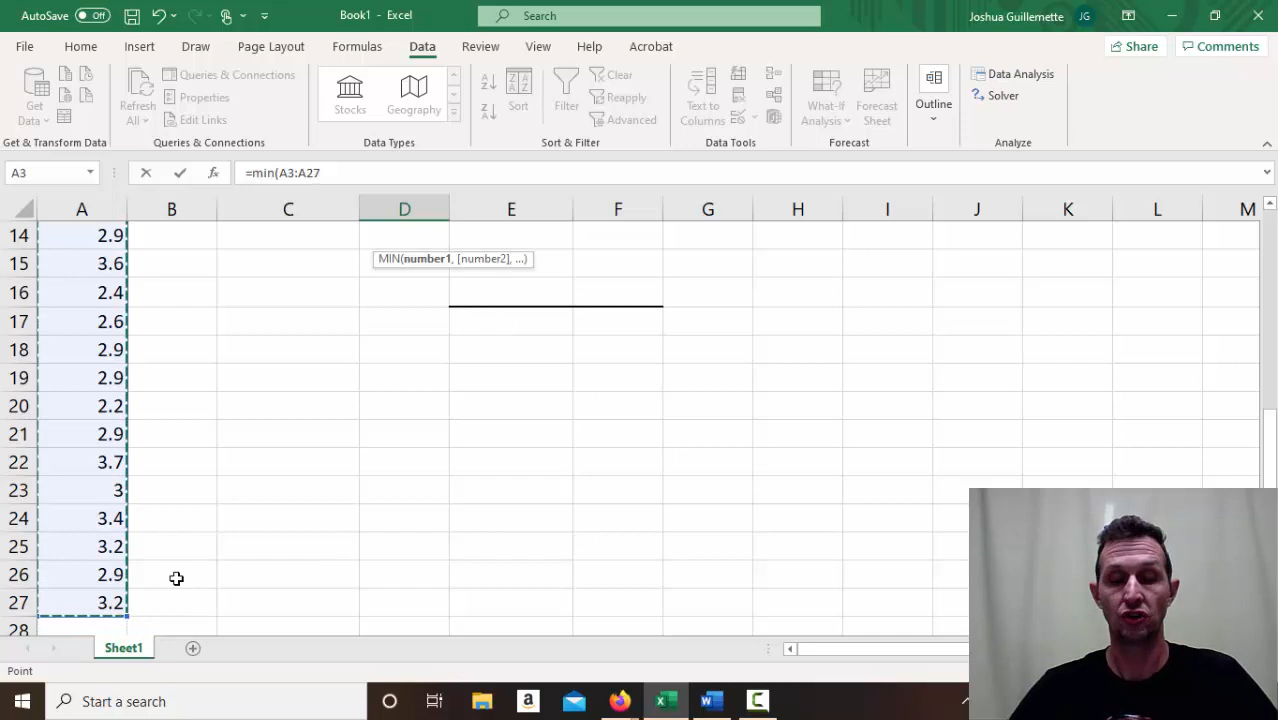 AutoSave Off Book1 - Excel Search Joshua Guillemette JG
File Home Insert Draw Page Layout Formulas Data Review View Help Acrobat Share Comments
Get Data
Refresh All
Queries & Connections
Properties
Edit Links
Stocks Geography
Sort
Filter
Clear
Reapply
Advanced
Text to Columns
What-If Analysis
Forecast Sheet
Outline
Data Analysis
Solver
Get & Transform Data Queries & Connections Data Types Sort & Filter Data Tools Forecast Analyze
A3 fx =min(A3:A27
A B C D E F G H I J K L M
14 2.9
15 3.6 MIN(number1, [number2], ...)
16 2.4
17 2.6
18 2.9
19 2.9
20 2.2
21 2.9
22 3.7
23 3
24 3.4
25 3.2
26 2.9
27 3.2
28
Sheet1
Point
Start a search